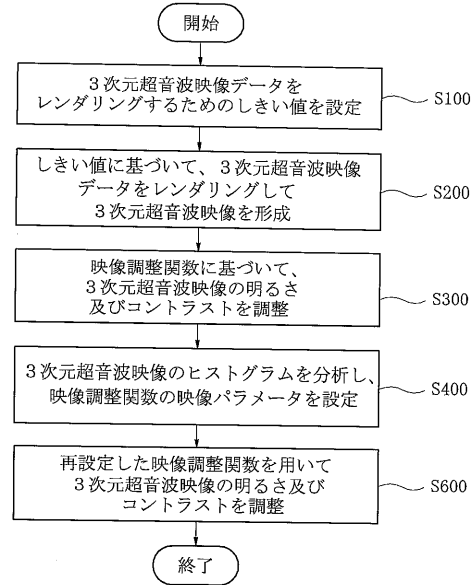 開始
３次元超音波映像データを
レンダリングするためのしきい値を設定
S100
しきい値に基づいて、３次元超音波映像
データをレンダリングして
３次元超音波映像を形成
S200
映像調整関数に基づいて、
３次元超音波映像の明るさ
及びコントラストを調整
S300
３次元超音波映像のヒストグラムを分析し、
映像調整関数の映像パラメータを設定
S400
再設定した映像調整関数を用いて
３次元超音波映像の明るさ及び
コントラストを調整
S600
終了